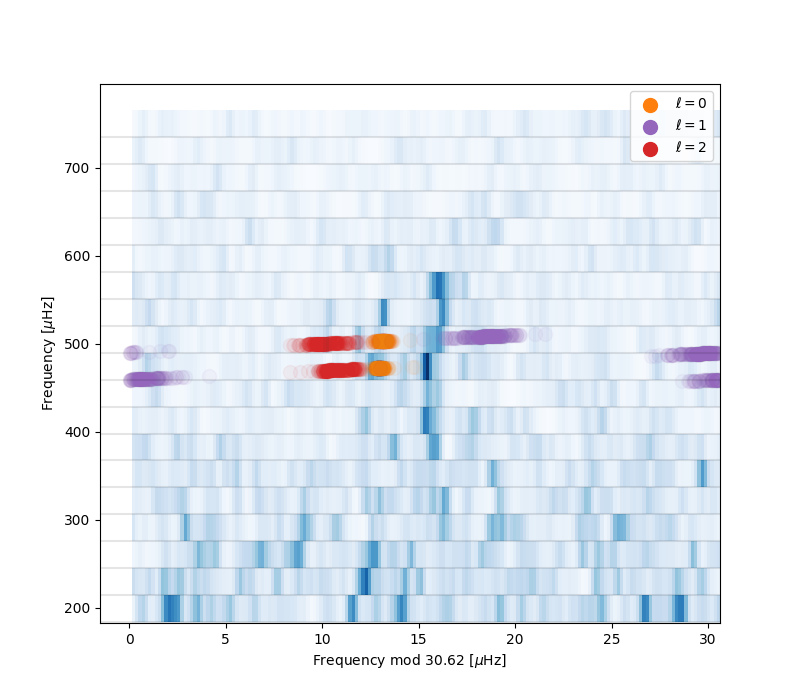 ℓ = 0
ℓ = 1
ℓ = 2
700
600
500
400
300
200
Frequency [μHz]
0 5 10 15 20 25 30
Frequency mod 30.62 [μHz]